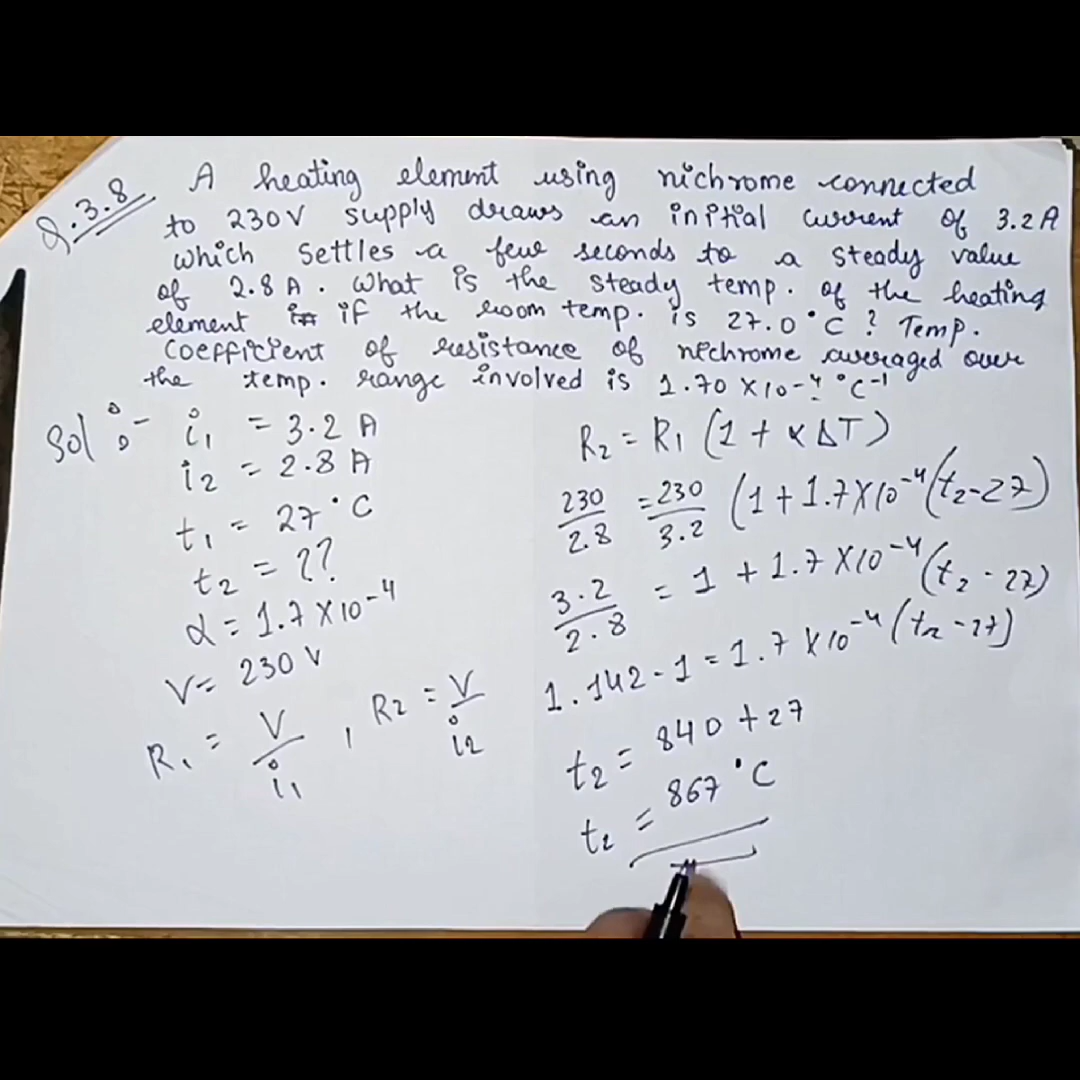 Q.3.8 A heating element using nichrome connected
to 230V supply draws an initial current of 3.2A
which settles a few seconds to a steady value
of 2.8A. What is the steady temp. of the heating
element in if the room temp. is 27.0°C? Temp.
Coefficient of resistance of nichrome averaged over
the temp. range involved is 1.70×10-4 °C-1
Sol:- i1 = 3.2 A
i2 = 2.8 A
t1 = 27°C
t2 = ??
α = 1.7×10-4
V = 230 V
R1 = V/i1 , R2 = V/i2
R2 = R1 (1 + αΔT)
230/2.8 = 230/3.2 (1 + 1.7×10-4 (t2-27)
3.2/2.8 = 1 + 1.7×10-4 (t2-27)
1.142-1 = 1.7×10-4 (t2-27)
t2 = 840+27
t2 = 867°C